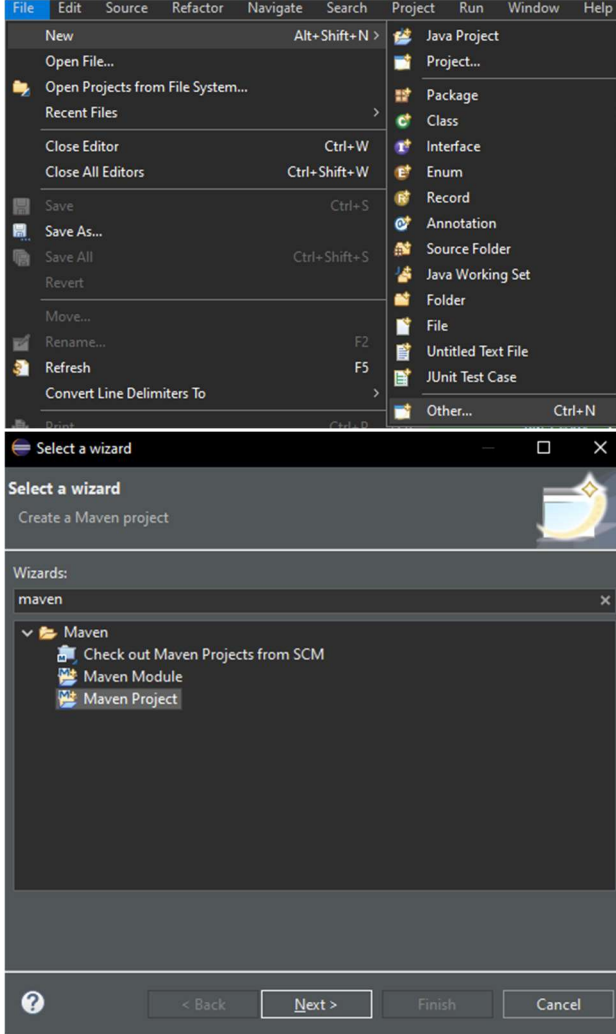 File Edit Source Refactor Navigate Search Project Run Window Help
New Alt+Shift+N >
Open File...
Open Projects from File System...
Recent Files >
Close Editor Ctrl+W
Close All Editors Ctrl+Shift+W
Save Ctrl+S
Save As...
Save All Ctrl+Shift+S
Revert
Move...
Rename... F2
Refresh F5
Convert Line Delimiters To >
Print Ctrl+P
Java Project
Project...
Package
Class
Interface
Enum
Record
Annotation
Source Folder
Java Working Set
Folder
File
Untitled Text File
JUnit Test Case
Other... Ctrl+N
Select a wizard
Select a wizard
Create a Maven project
Wizards:
maven
Maven
Check out Maven Projects from SCM
Maven Module
Maven Project
? < Back Next > Finish Cancel